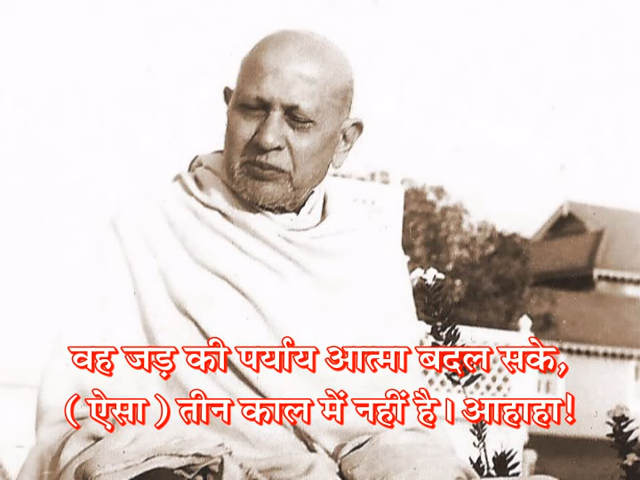 वह जड़ की पर्याय आत्मा बदल सके,
( ऐसा ) तीन काल में नहीं है। आहाहा!